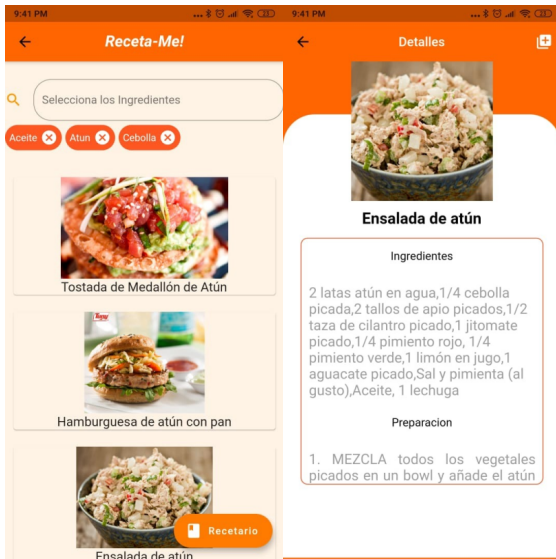 9:41 PM
Receta-Me!
Selecciona los Ingredientes
Aceite
Atun
Cebolla
Tostada de Medallón de Atún
Hamburguesa de atún con pan
Recetario
Ensalada de atún
9:41 PM
Detalles
Ensalada de atún
Ingredientes
2 latas atún en agua,1/4 cebolla
picada,2 tallos de apio picados,1/2
taza de cilantro picado,1 jitomate
picado,1/4 pimiento rojo, 1/4
pimiento verde,1 limón en jugo,1
aguacate picado,Sal y pimienta (al
gusto),Aceite, 1 lechuga
Preparacion
1. MEZCLA todos los vegetales
picados en un bowl y añade el atún